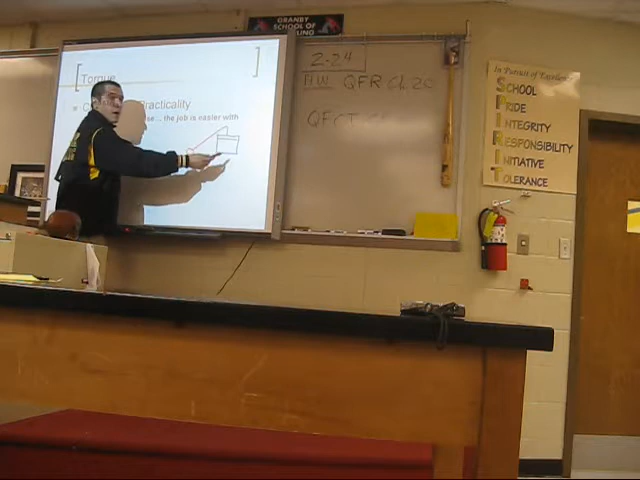 GRANBY
SCHOOL OF
2-24
Torque
HW QFR Ch. 20
Practicality
... the job is easier with
In Pursuit of Excellence
SCHOOL
PRIDE
INTEGRITY
RESPONSIBILITY
INITIATIVE
TOLERANCE